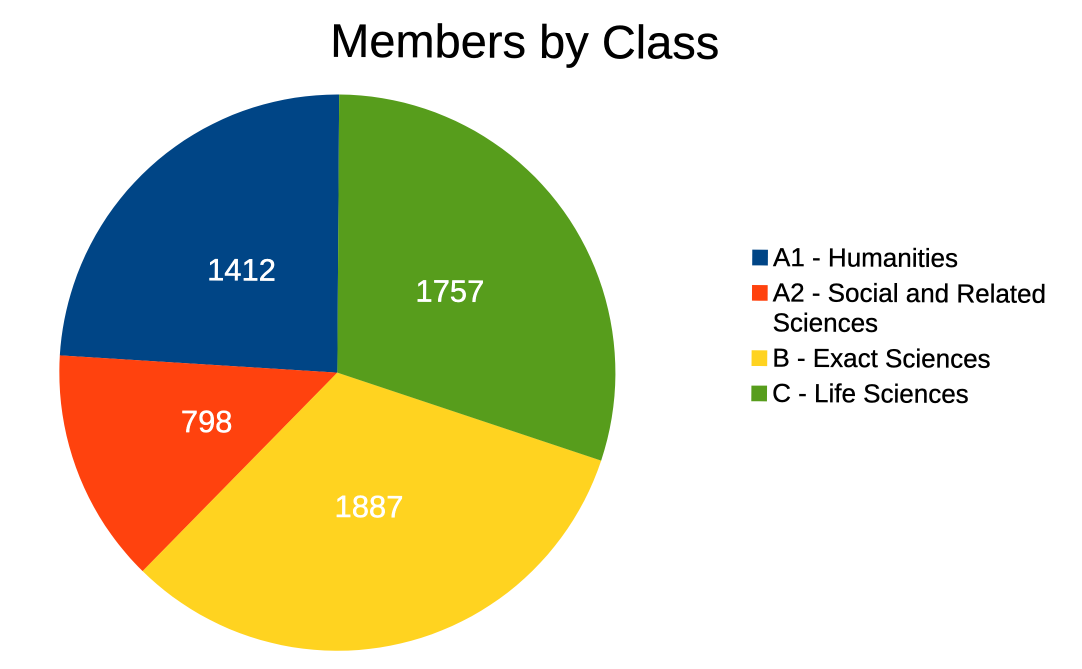 Members by Class
1412
1757
798
1887
A1 - Humanities
A2 - Social and Related
Sciences
B - Exact Sciences
C - Life Sciences